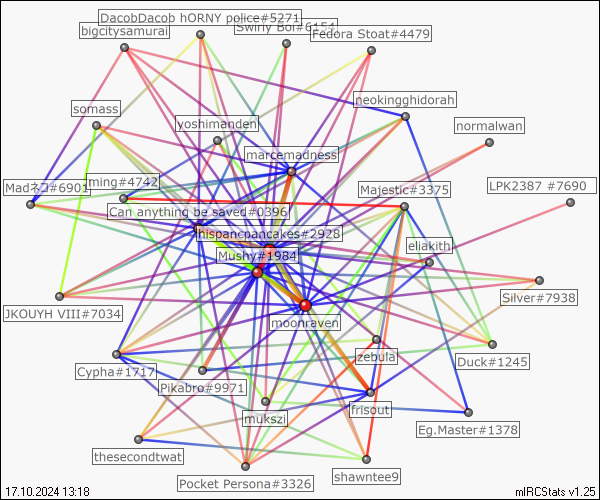 DacobDacob hORNY police#5271
Swirly Boi#6154
bigcitysamurai
Fedora Stoat#4479
neokingghidorah
somass
yoshimanden
normalwan
marcemadness
Madネコ#6901
ming#4742
Majestic#3375
LPK2387 #7690
Can anything be saved#0396
hispanicpancakes#2928
Mushy#1984
eliakith
Silver#7938
JKOUYH VIII#7034
moonraven
zebula
Duck#1245
Cypha#1717
Pikabro#9971
mukszi
frisout
Eg.Master#1378
thesecondtwat
Pocket Persona#3326
shawntee9
17.10.2024 13:18
mIRCStats v1.25